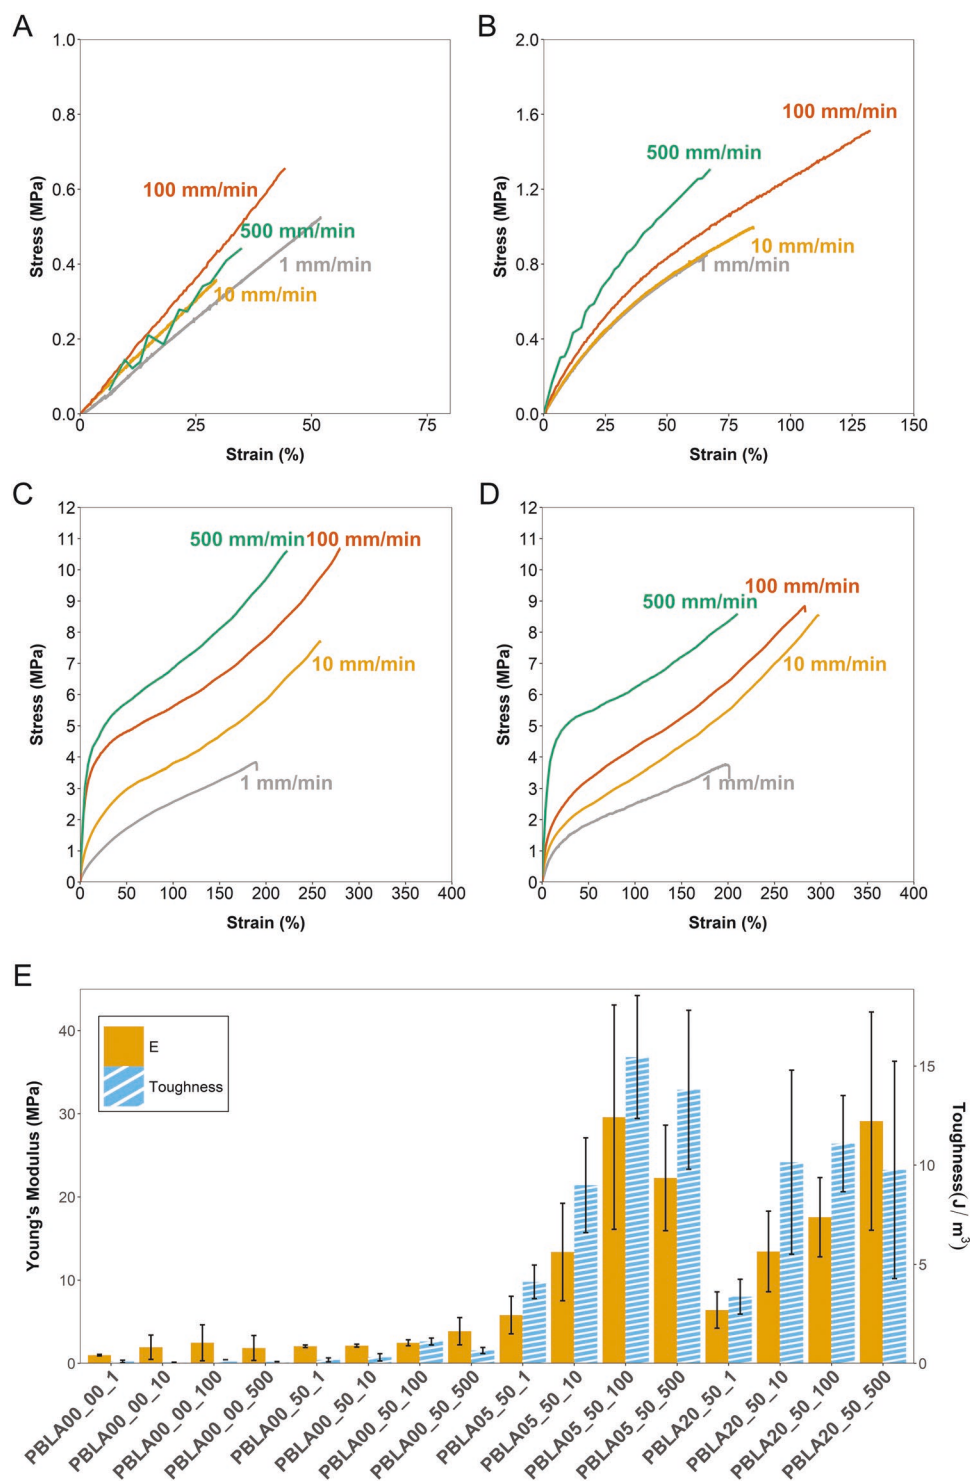 A
1.0
0.8
0.6
0.4
0.2
0.0
Stress (MPa)
100 mm/min
500 mm/min
1 mm/min
10 mm/min
0
25
50
75
Strain (%)
B
2.0
1.6
1.2
0.8
0.4
0.0
Stress (MPa)
100 mm/min
500 mm/min
10 mm/min
1 mm/min
0
25
50
75
100
125
150
Strain (%)
C
12
11
10
9
8
7
6
5
4
3
2
1
0
Stress (MPa)
500 mm/min
100 mm/min
10 mm/min
1 mm/min
0
50
100
150
200
250
300
350
400
Strain (%)
D
12
11
10
9
8
7
6
5
4
3
2
1
0
Stress (MPa)
100 mm/min
500 mm/min
10 mm/min
1 mm/min
0
50
100
150
200
250
300
350
400
Strain (%)
E
40
30
20
10
0
Young's Modulus (MPa)
E
Toughness
15
10
5
0
Toughness(J / m³)
PBLA00_00_1
PBLA00_00_10
PBLA00_00_100
PBLA00_00_500
PBLA00_50_1
PBLA00_50_10
PBLA00_50_100
PBLA00_50_500
PBLA05_50_1
PBLA05_50_10
PBLA05_50_100
PBLA05_50_500
PBLA20_50_1
PBLA20_50_10
PBLA20_50_100
PBLA20_50_500